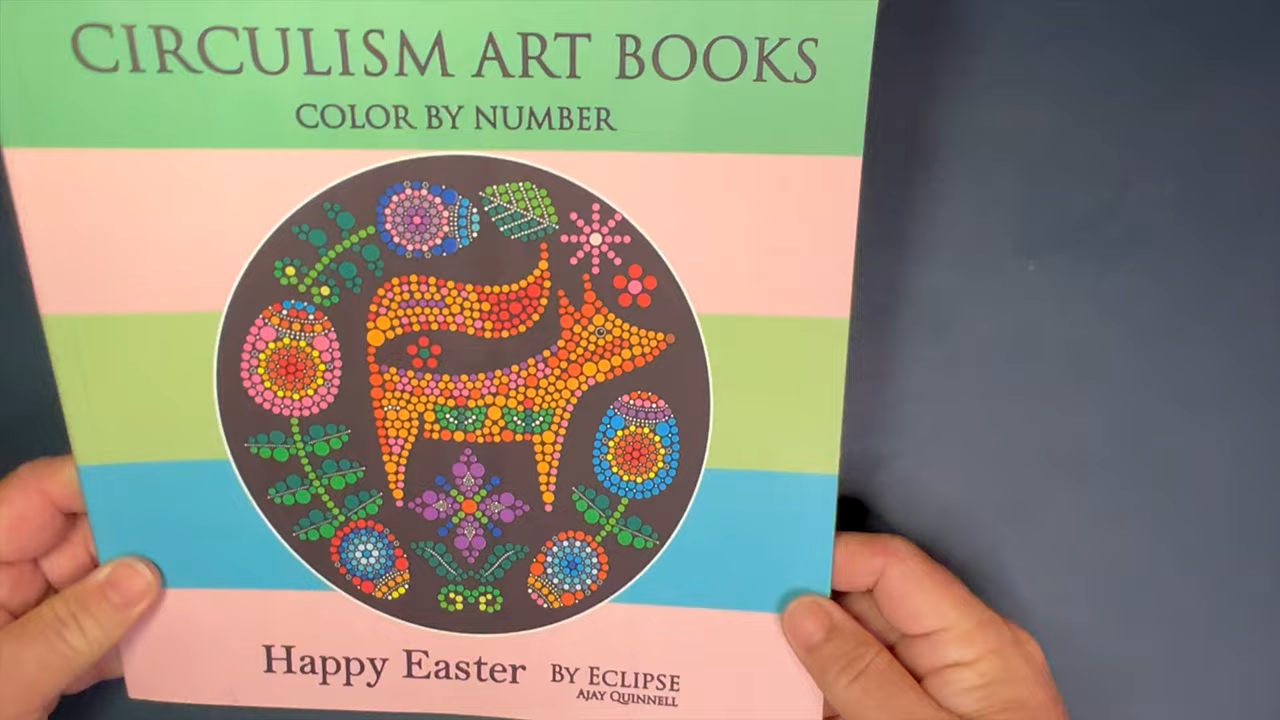 CIRCULISM ART BOOKS
COLOR BY NUMBER
Happy Easter BY ECLIPSE
AJAY QUINNELL